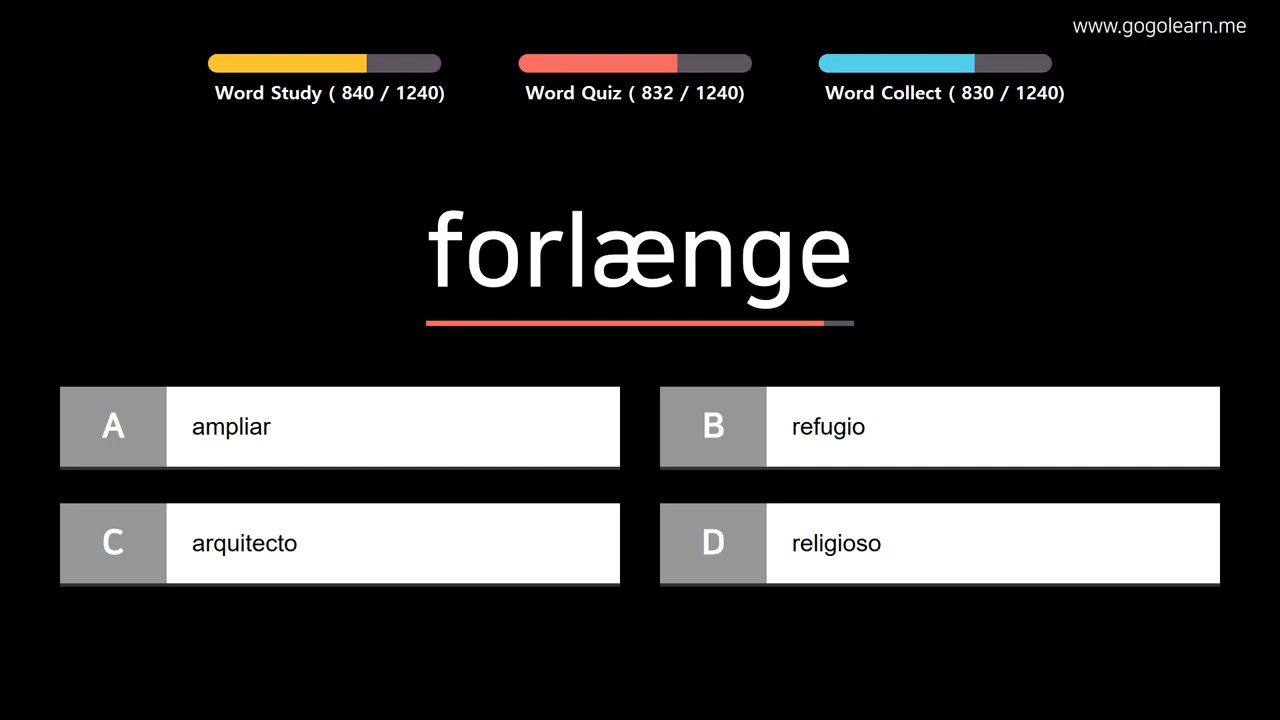 www.gogolearn.me
Word Study ( 840 / 1240)
Word Quiz ( 832 / 1240)
Word Collect ( 830 / 1240)
forlænge
A
ampliar
B
refugio
C
arquitecto
D
religioso